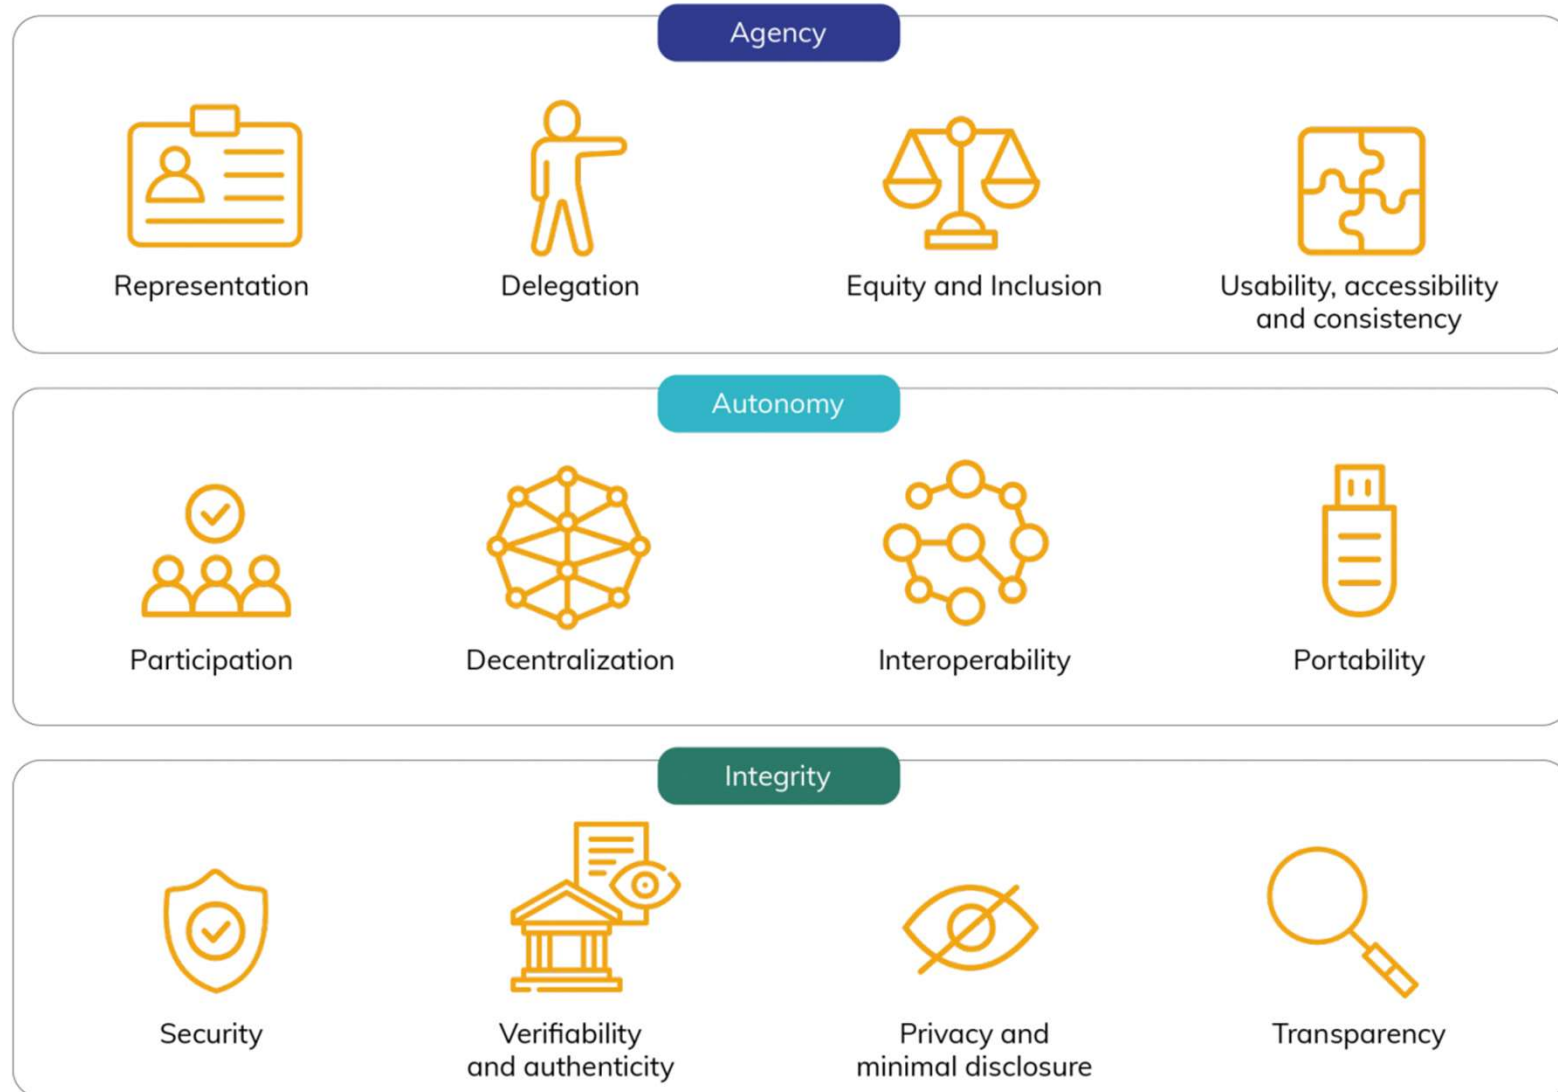 Agency
Representation
Delegation
Equity and Inclusion
Usability, accessibility
and consistency
Autonomy
Participation
Decentralization
Interoperability
Portability
Integrity
Security
Verifiability
and authenticity
Privacy and
minimal disclosure
Transparency